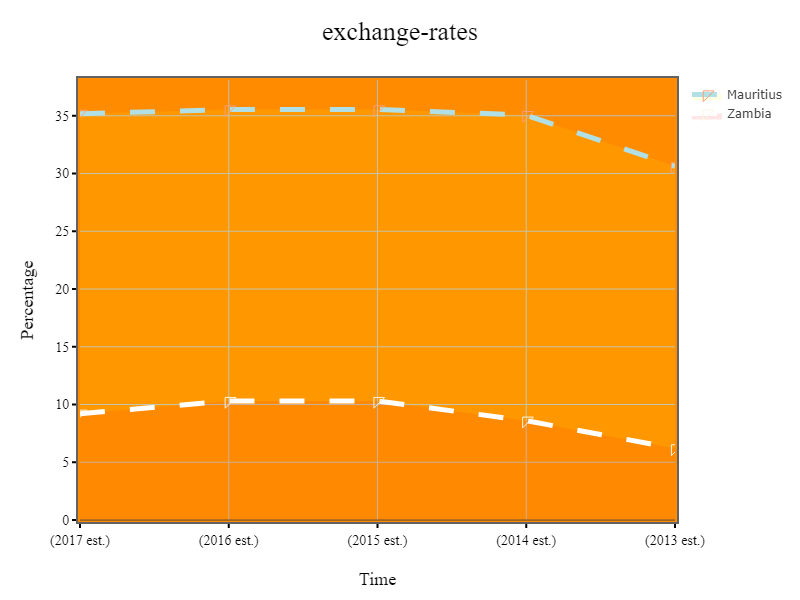 exchange-rates
Mauritius
Zambia
Percentage
35
30
25
20
15
10
5
0
(2017 est.)
(2016 est.)
(2015 est.)
(2014 est.)
(2013 est.)
Time